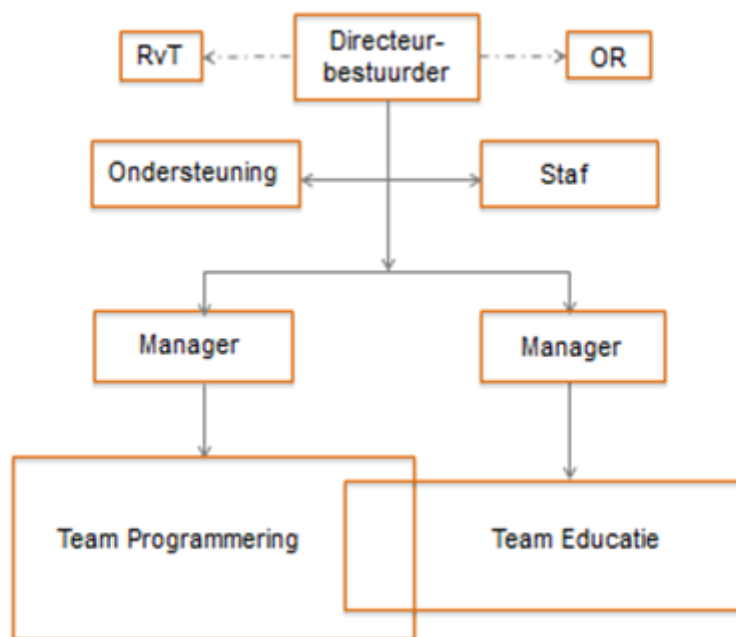 RvT
Directeur-
bestuurder
OR
Ondersteuning
Staf
Manager
Manager
Team Programmering
Team Educatie